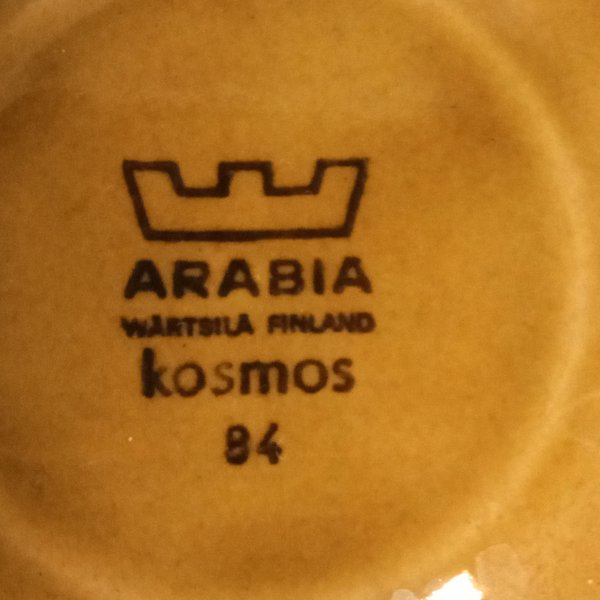 ARABIA
WÄRTSILÄ FINLAND
kosmos
84